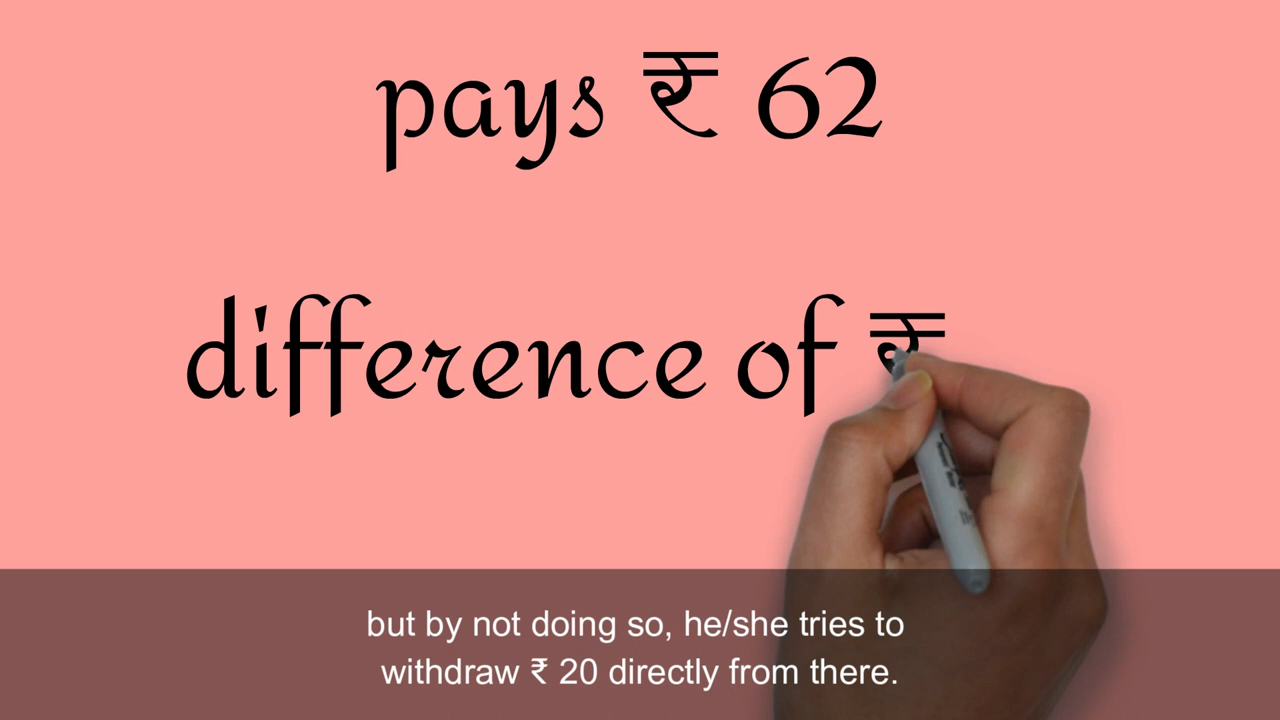 pays ₹ 62
difference of ₹
but by not doing so, he/she tries to
withdraw ₹ 20 directly from there.